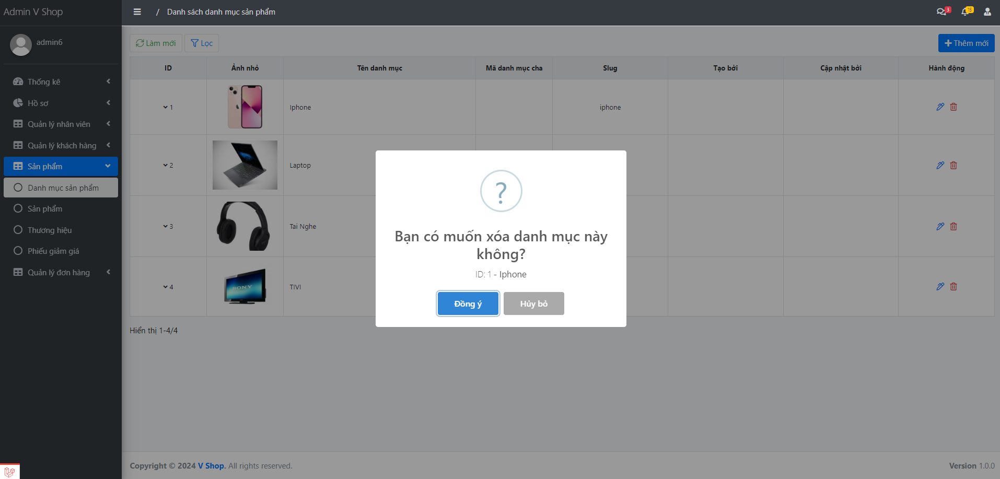 Admin V Shop
/ Danh sách danh mục sản phẩm
3
15
admin6
Thống kê
Hồ sơ
Quản lý nhân viên
Quản lý khách hàng
Sản phẩm
Danh mục sản phẩm
Sản phẩm
Thương hiệu
Phiếu giảm giá
Quản lý đơn hàng
Làm mới
Lọc
Thêm mới
ID Ảnh nhỏ Tên danh mục Mã danh mục cha Slug Tạo bởi Cập nhật bởi Hành động
1 Iphone iphone
2 Laptop
3 Tai Nghe
4 SONY TIVI
Hiển thị 1-4/4
?
Bạn có muốn xóa danh mục này
không?
ID: 1 - Iphone
Đồng ý Hủy bỏ
Copyright © 2024 V Shop. All rights reserved.
Version 1.0.0